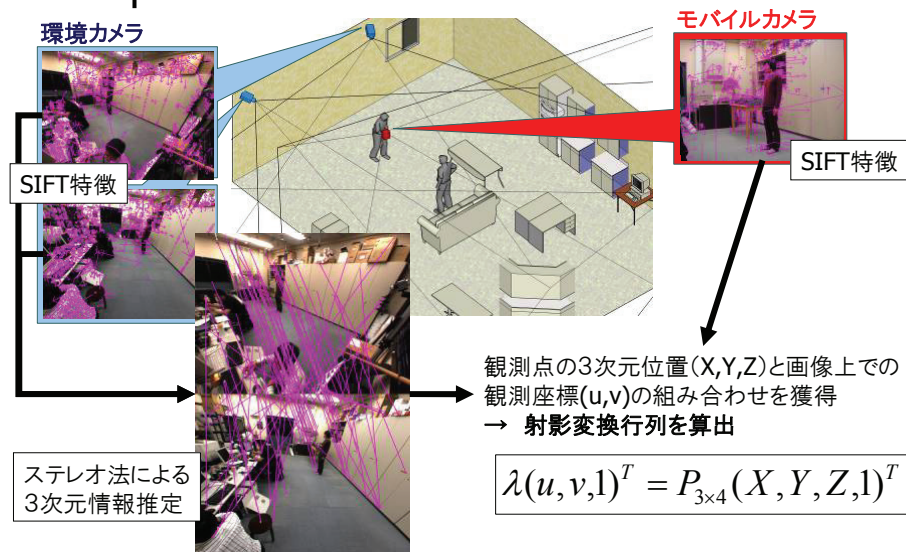 環境カメラ
モバイルカメラ
SIFT特徴
SIFT特徴
観測点の3次元位置(X,Y,Z)と画像上での
観測座標(u,v)の組み合わせを獲得
→ 射影変換行列を算出
ステレオ法による
3次元情報推定
λ(u,v,1)^T = P_{3×4}(X,Y,Z,1)^T